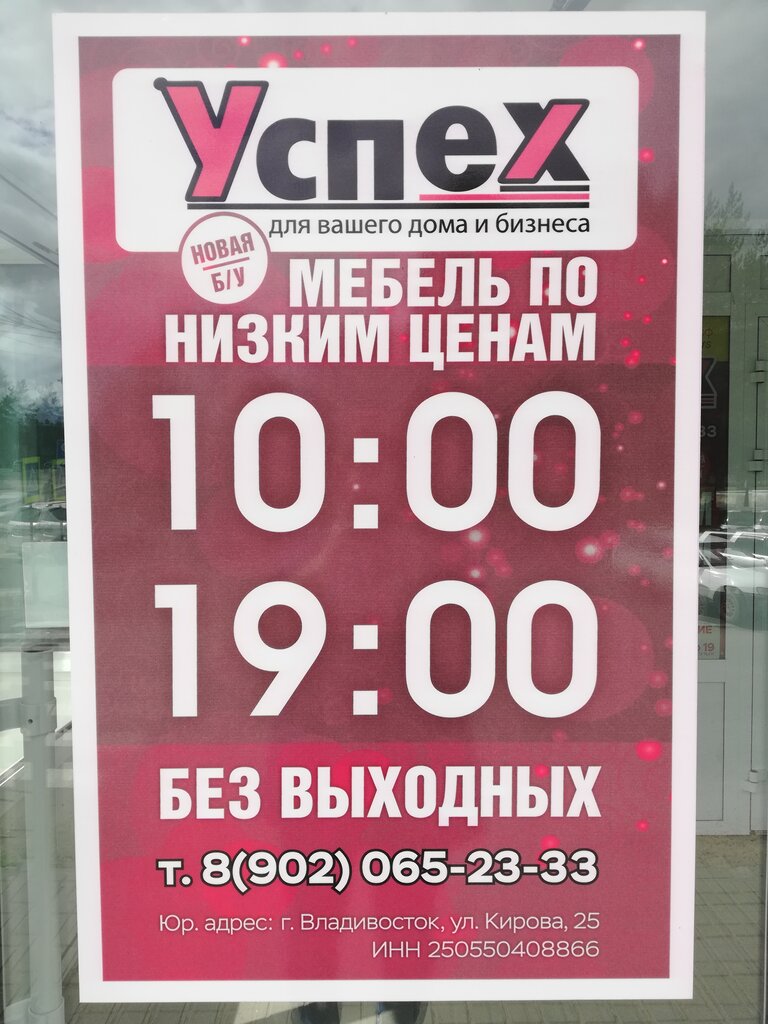 Успех
для вашего дома и бизнеса
НОВАЯ
Б/У
МЕБЕЛЬ ПО
НИЗКИМ ЦЕНАМ
10:00
19:00
БЕЗ ВЫХОДНЫХ
т. 8(902) 065-23-33
Юр. адрес: г. Владивосток, ул. Кирова, 25
ИНН 250550408866